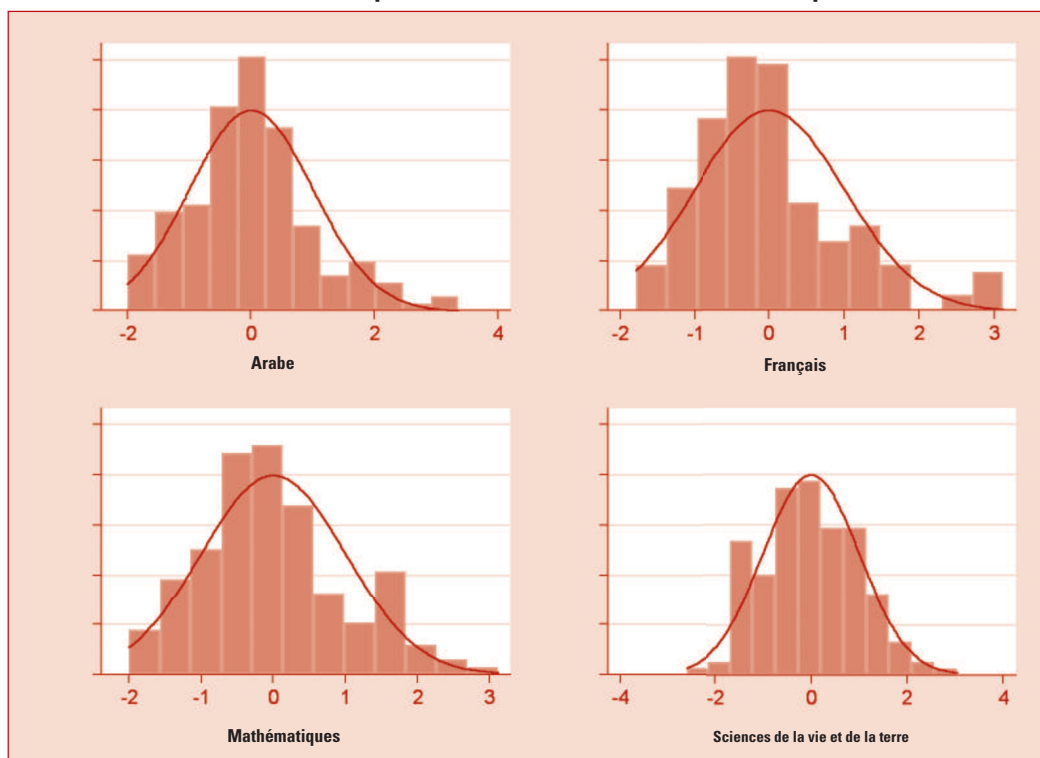 -2 0 2 4
Arabe
-2 -1 0 1 2 3
Français
-2 -1 0 1 2 3
Mathématiques
-4 -2 0 2 4
Sciences de la vie et de la terre